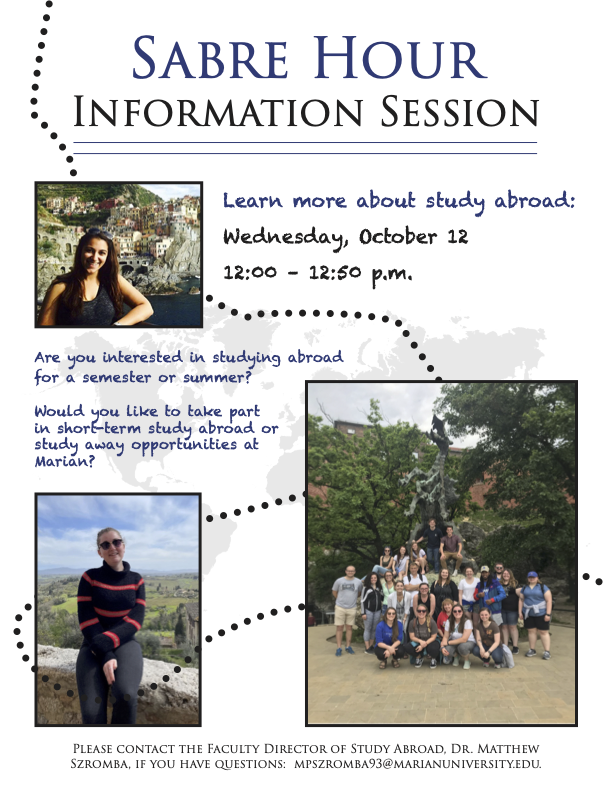 Sabre Hour
Information Session
Learn more about study abroad:
Wednesday, October 12
12:00 – 12:50 p.m.
Are you interested in studying abroad
for a semester or summer?
Would you like to take part
in short-term study abroad or
study away opportunities at
Marian?
Please contact the Faculty Director of Study Abroad, Dr. Matthew
Szromba, if you have questions: mpszromba93@marianuniversity.edu.